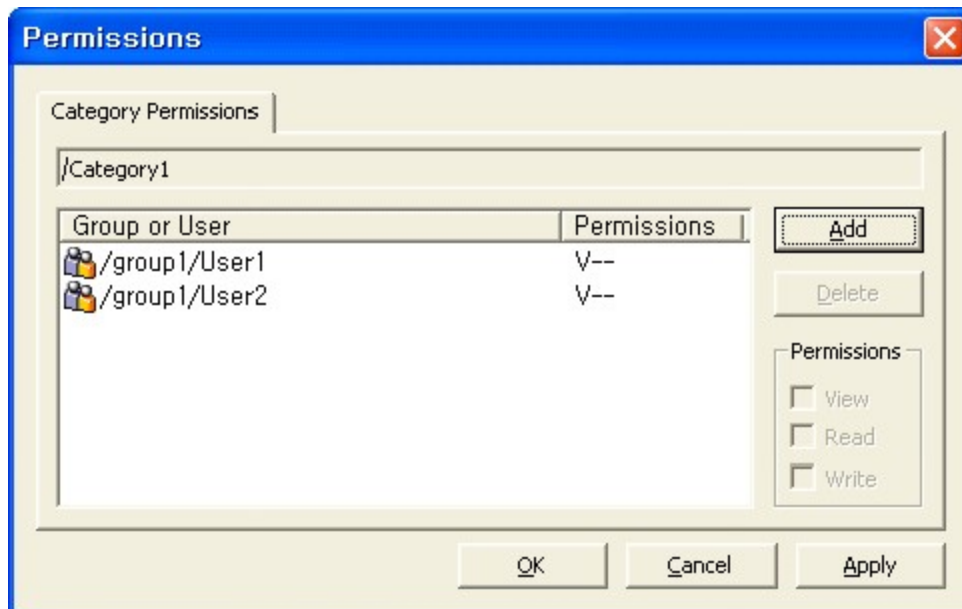 Permissions
Category Permissions
/Category1
Group or User Permissions
/group1/User1 V--
/group1/User2 V--
Add
Delete
Permissions
View
Read
Write
OK Cancel Apply